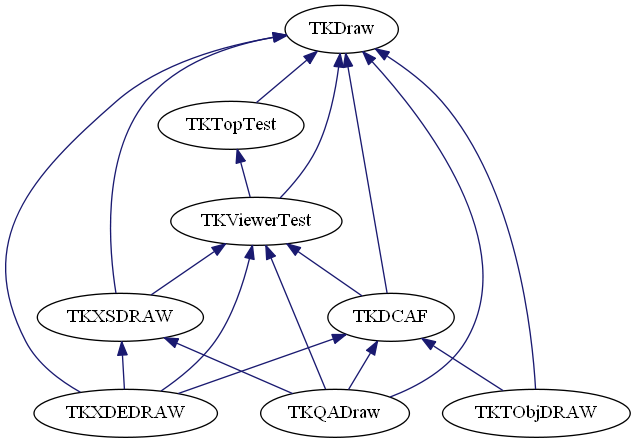 TKDraw
TKTopTest
TKViewerTest
TKXSDRAW
TKDCAF
TKXDEDRAW
TKQADraw
TKTObjDRAW